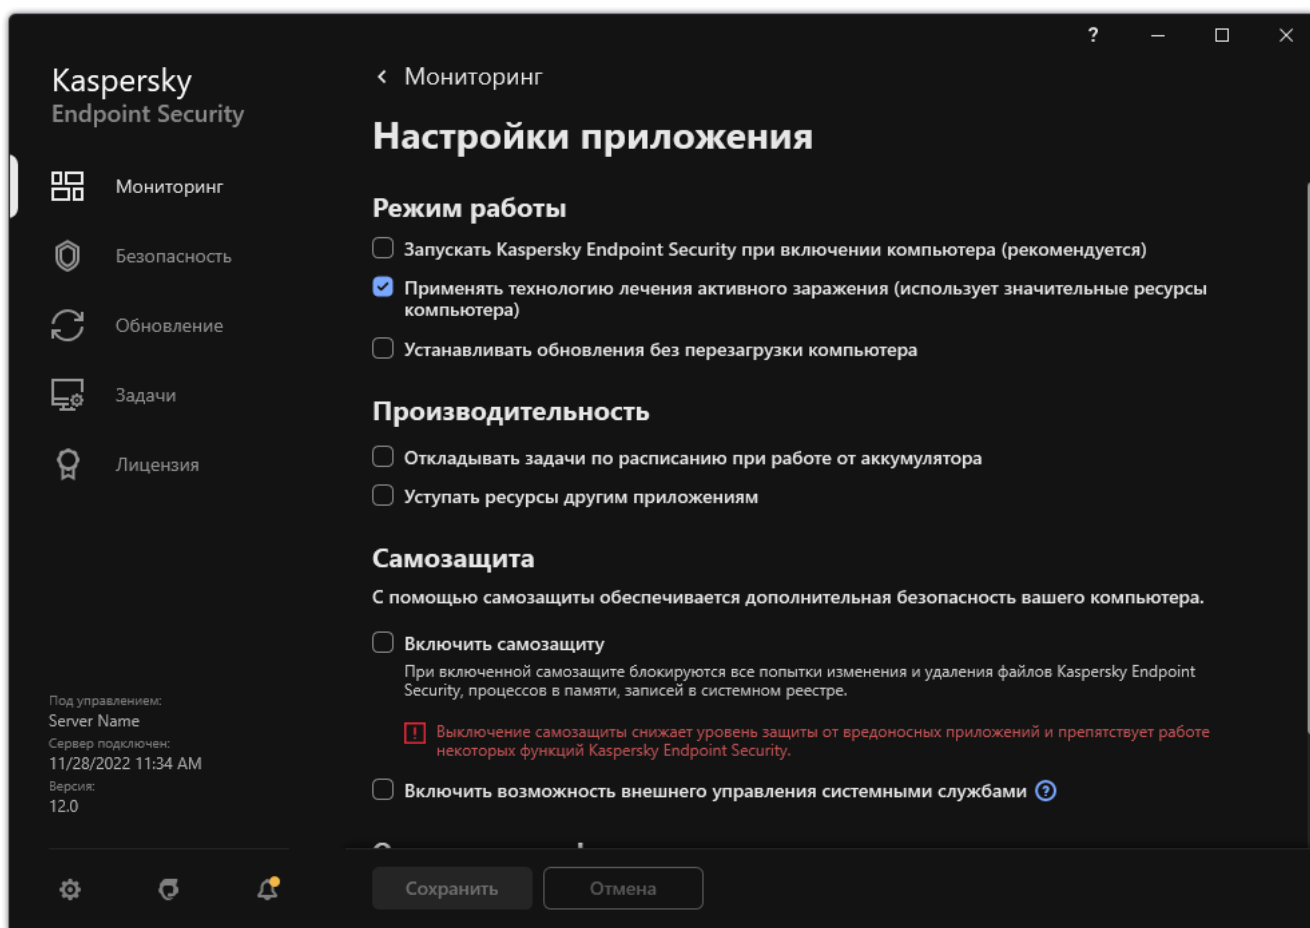 ?
Kaspersky
Endpoint Security
Мониторинг
Безопасность
Обновление
Задачи
Лицензия
Под управлением:
Server Name
Сервер подключен:
11/28/2022 11:34 AM
Версия:
12.0
Мониторинг
Настройки приложения
Режим работы
Запускать Kaspersky Endpoint Security при включении компьютера (рекомендуется)
Применять технологию лечения активного заражения (использует значительные ресурсы
компьютера)
Устанавливать обновления без перезагрузки компьютера
Производительность
Откладывать задачи по расписанию при работе от аккумулятора
Уступать ресурсы другим приложениям
Самозащита
С помощью самозащиты обеспечивается дополнительная безопасность вашего компьютера.
Включить самозащиту
При включенной самозащите блокируются все попытки изменения и удаления файлов Kaspersky Endpoint
Security, процессов в памяти, записей в системном реестре.
Выключение самозащиты снижает уровень защиты от вредоносных приложений и препятствует работе
некоторых функций Kaspersky Endpoint Security.
Включить возможность внешнего управления системными службами ?
Сохранить
Отмена